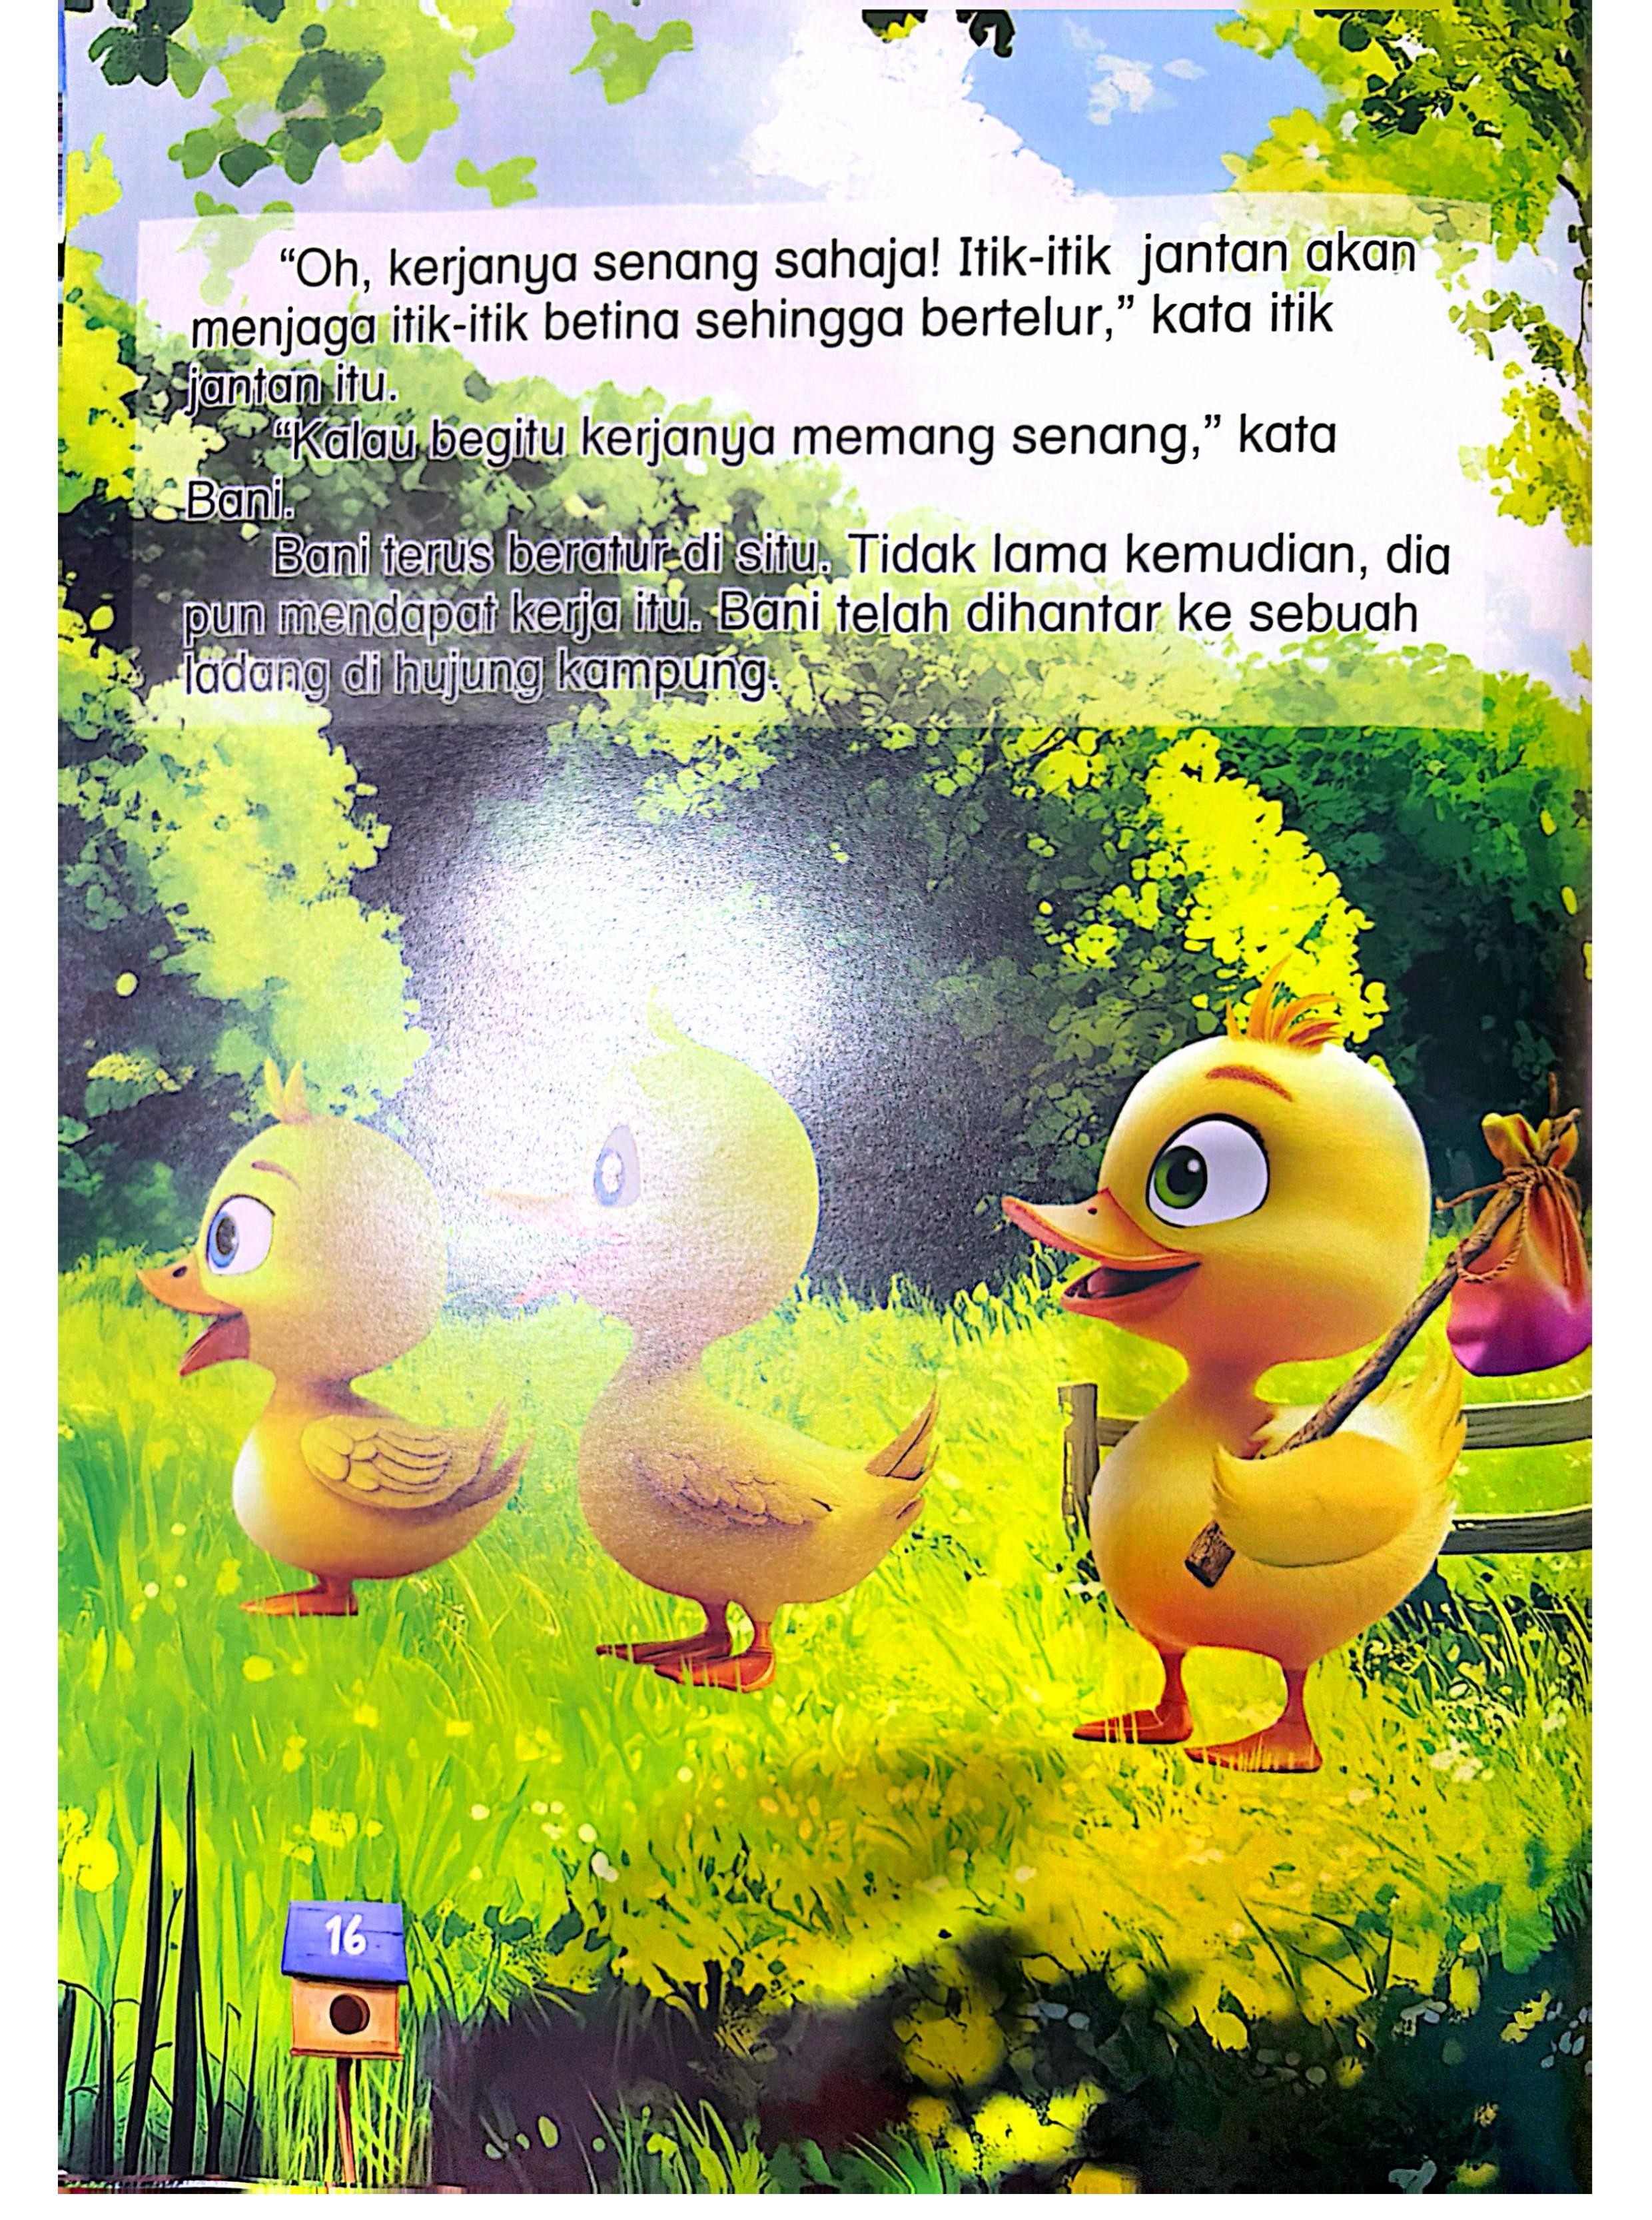 “Oh, kerjanya senang sahaja! Itik-itik jantan akan
menjaga itik-itik betina sehingga bertelur,” kata itik
jantan itu.
“Kalau begitu kerjanya memang senang,” kata
Bani.
Bani terus beratur di situ. Tidak lama kemudian, dia
pun mendapat kerja itu. Bani telah dihantar ke sebuah
ladang di hujung kampung.
16